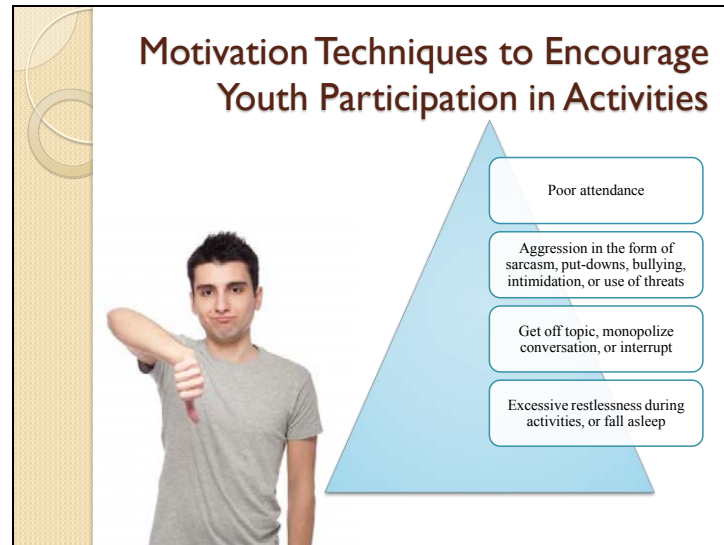 Motivation Techniques to Encourage
Youth Participation in Activities
Poor attendance
Aggression in the form of
sarcasm, put-downs, bullying,
intimidation, or use of threats
Get off topic, monopolize
conversation, or interrupt
Excessive restlessness during
activities, or fall asleep